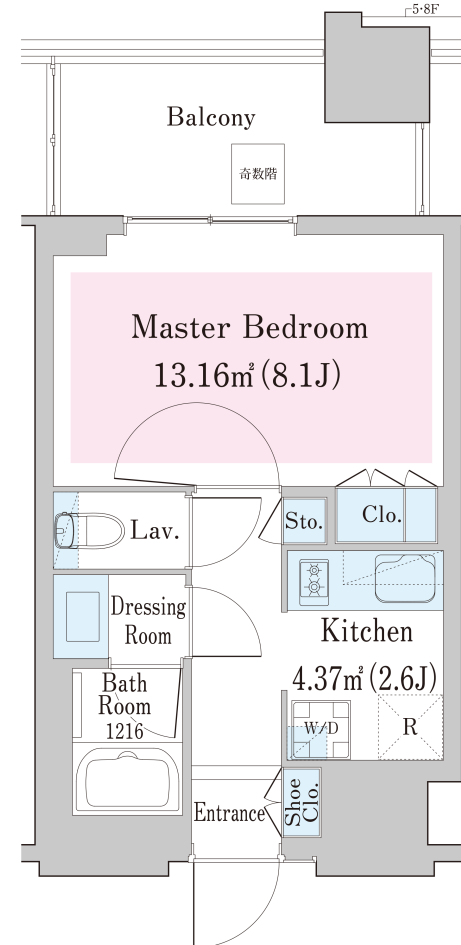 5・8F
Balcony
奇数階
Master Bedroom
13.16㎡(8.1J)
Lav.
Sto.
Clo.
Dressing
Room
Kitchen
4.37㎡(2.6J)
Bath
Room
1216
W/D
R
Entrance
Shoe
Clo.